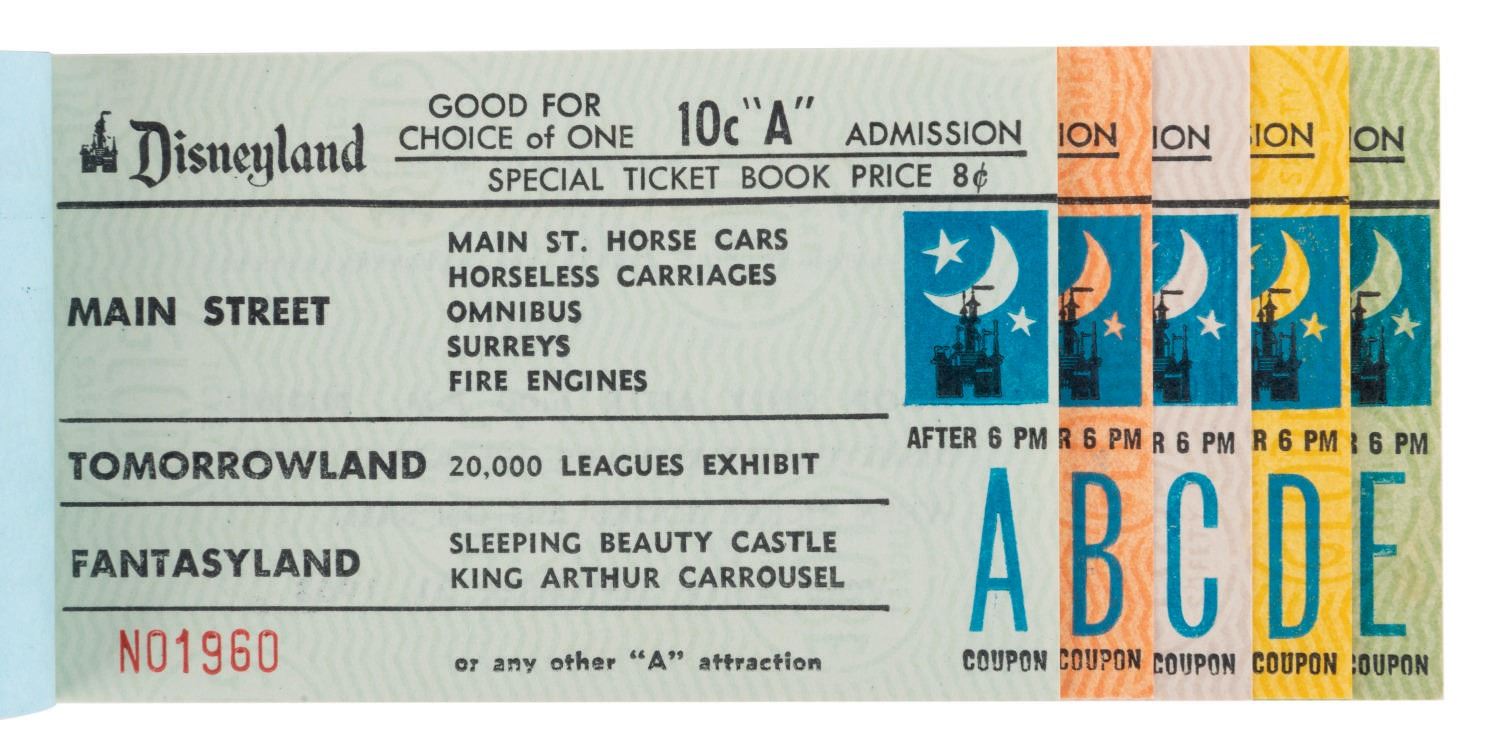 Disneyland
GOOD FOR
CHOICE of ONE 10c "A" ADMISSION
SPECIAL TICKET BOOK PRICE 8¢
MAIN STREET
MAIN ST. HORSE CARS
HORSELESS CARRIAGES
OMNIBUS
SURREYS
FIRE ENGINES
TOMORROWLAND 20,000 LEAGUES EXHIBIT
FANTASYLAND
SLEEPING BEAUTY CASTLE
KING ARTHUR CARROUSEL
NO1960
or any other "A" attraction
AFTER 6 PM
A
COUPON
ION
R 6 PM
B
COUPON
ION
R 6 PM
C
COUPON
ION
R 6 PM
D
COUPON
ION
R 6 PM
E
COUPON